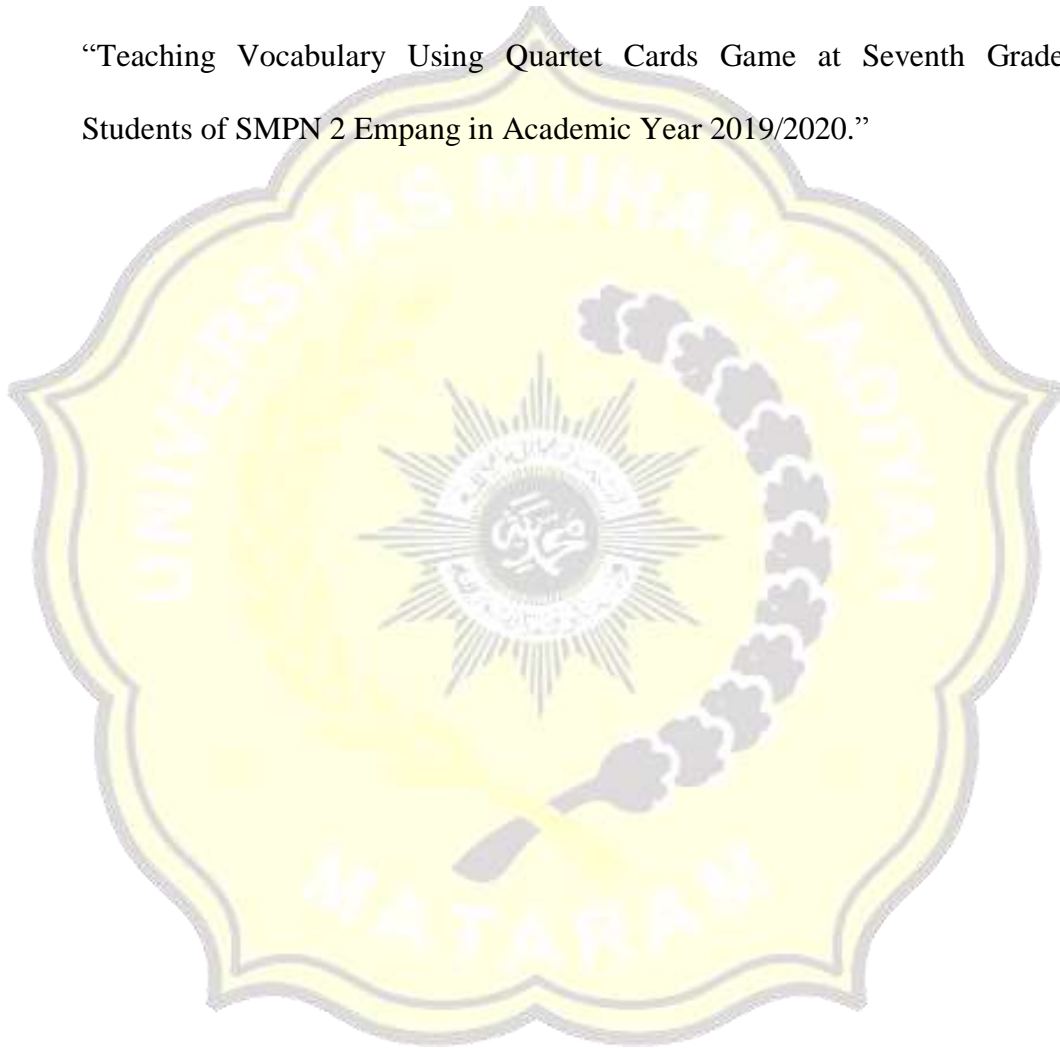 “Teaching Vocabulary Using Quartet Cards Game at Seventh Grade
Students of SMPN 2 Empang in Academic Year 2019/2020.”
UNIVERSITAS MUHAMMADIYAH
MATARAM